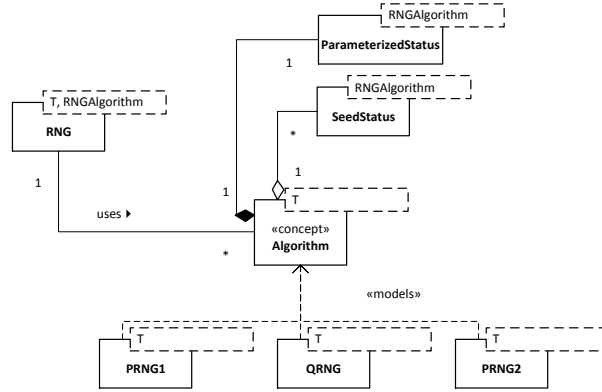 RNGAlgorithm
ParameterizedStatus
1
RNGAlgorithm
SeedStatus
*
T, RNGAlgorithm
RNG
1
1
1
T
uses
«concept»
Algorithm
*
«models»
T
PRNG1
T
QRNG
T
PRNG2